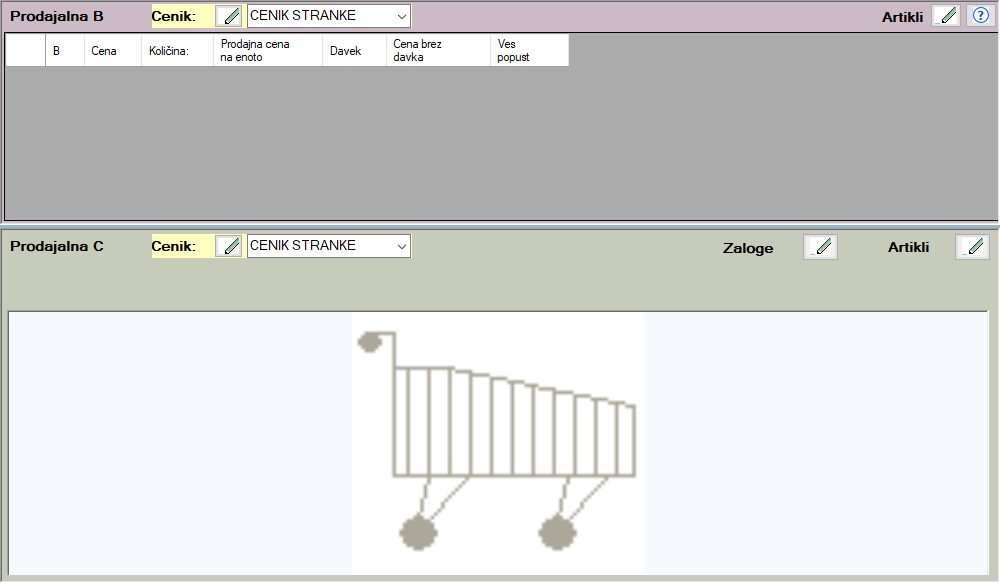 Prodajalna B Cenik: CENIK STRANKE Artikli ?
B Cena Količina: Prodajna cena na enoto Davek Cena brez davka Ves popust
Prodajalna C Cenik: CENIK STRANKE Zaloge Artikli